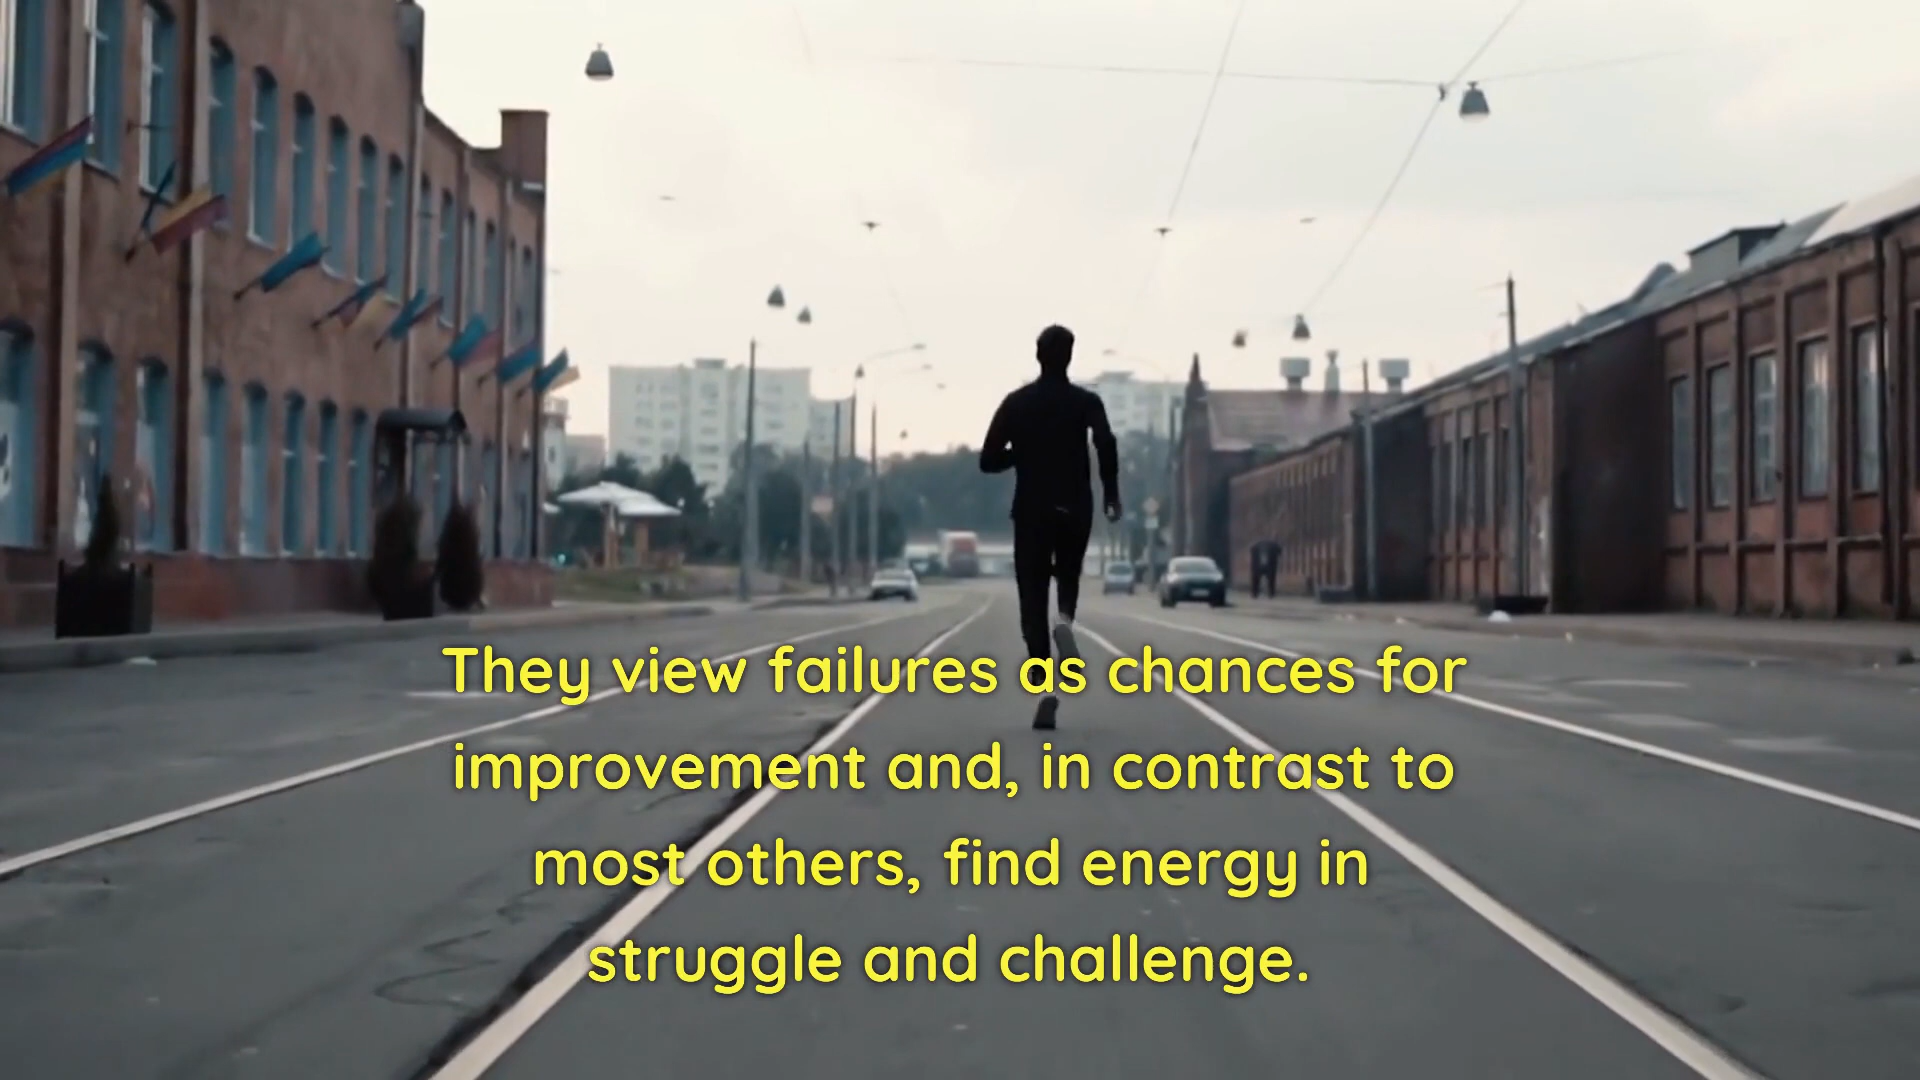 They view failures as chances for
improvement and, in contrast to
most others, find energy in
struggle and challenge.